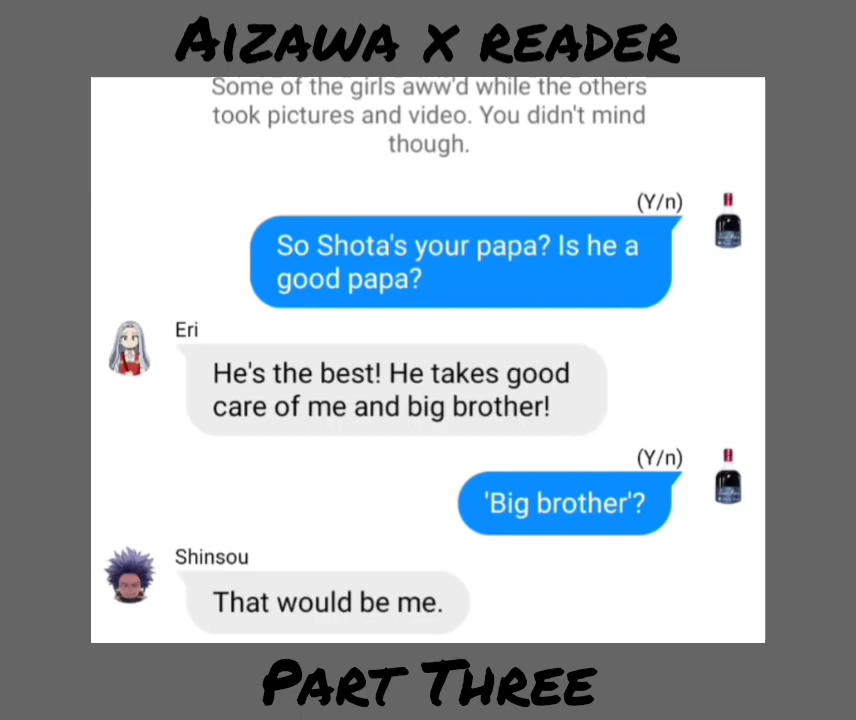 AIZAWA X READER
Some of the girls aww'd while the others
took pictures and video. You didn't mind
though.
(Y/n)
So Shota's your papa? Is he a
good papa?
Eri
He's the best! He takes good
care of me and big brother!
(Y/n)
'Big brother'?
Shinsou
That would be me.
PART THREE